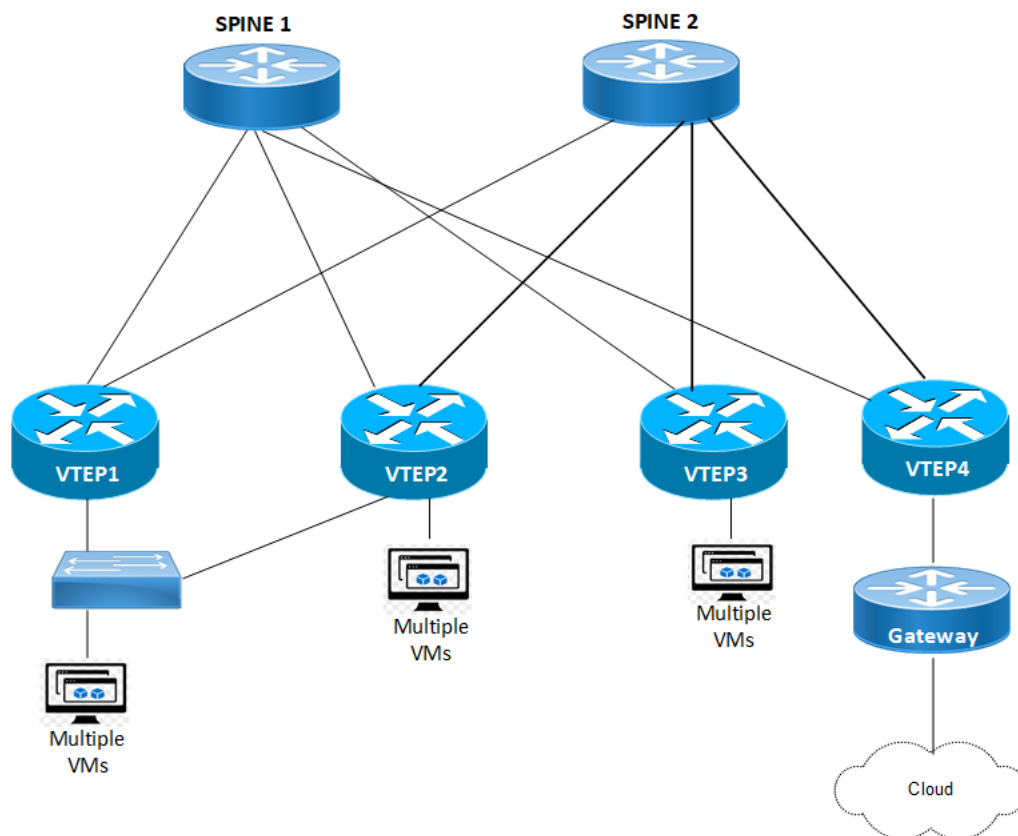 SPINE 1
SPINE 2
VTEP1
VTEP2
VTEP3
VTEP4
Multiple
VMs
Multiple
VMs
Gateway
Multiple
VMs
Cloud